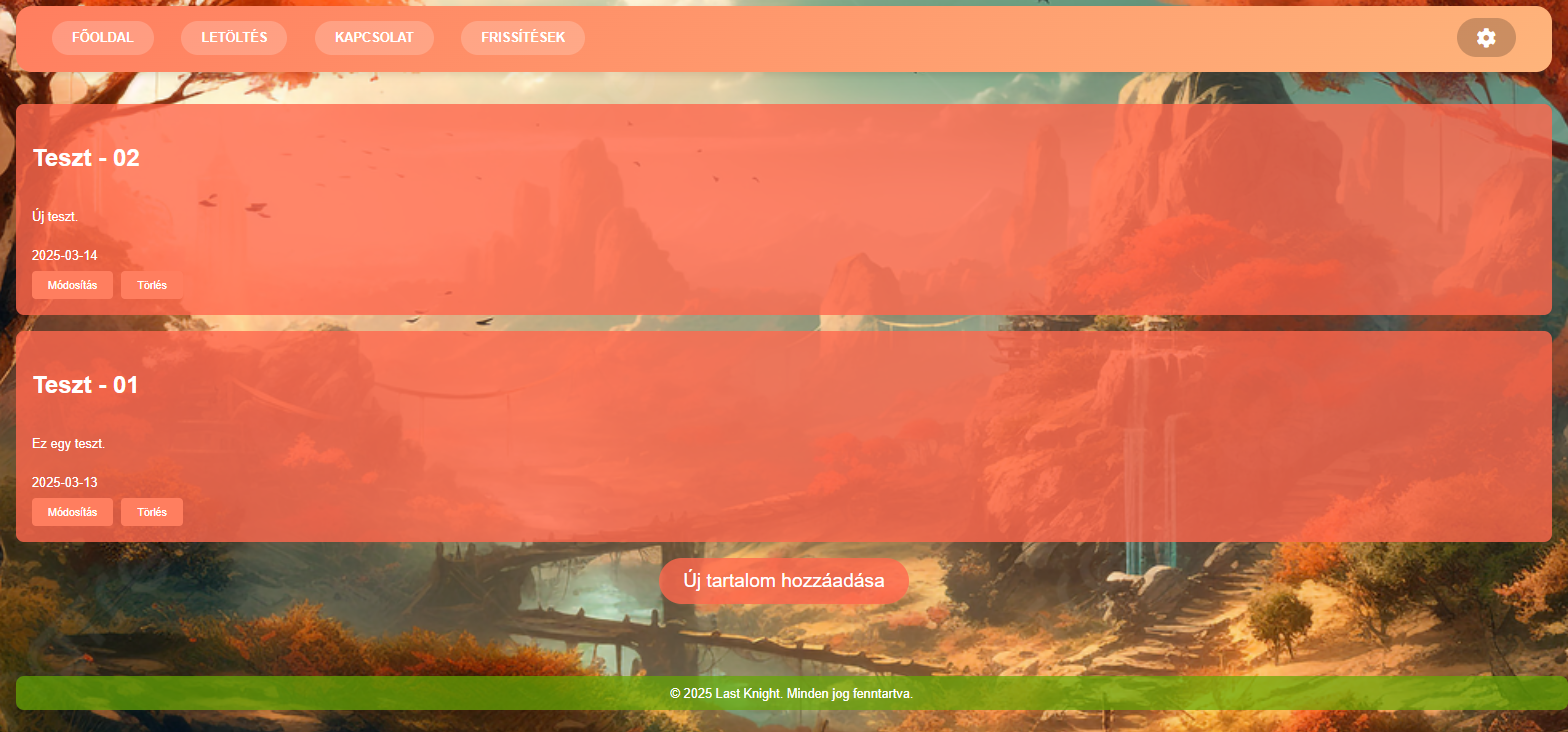 FŐOLDAL
LETÖLTÉS
KAPCSOLAT
FRISSÍTÉSEK
Teszt - 02
Új teszt.
2025-03-14
Módosítás
Törlés
Teszt - 01
Ez egy teszt.
2025-03-13
Módosítás
Törlés
Új tartalom hozzáadása
© 2025 Last Knight. Minden jog fenntartva.